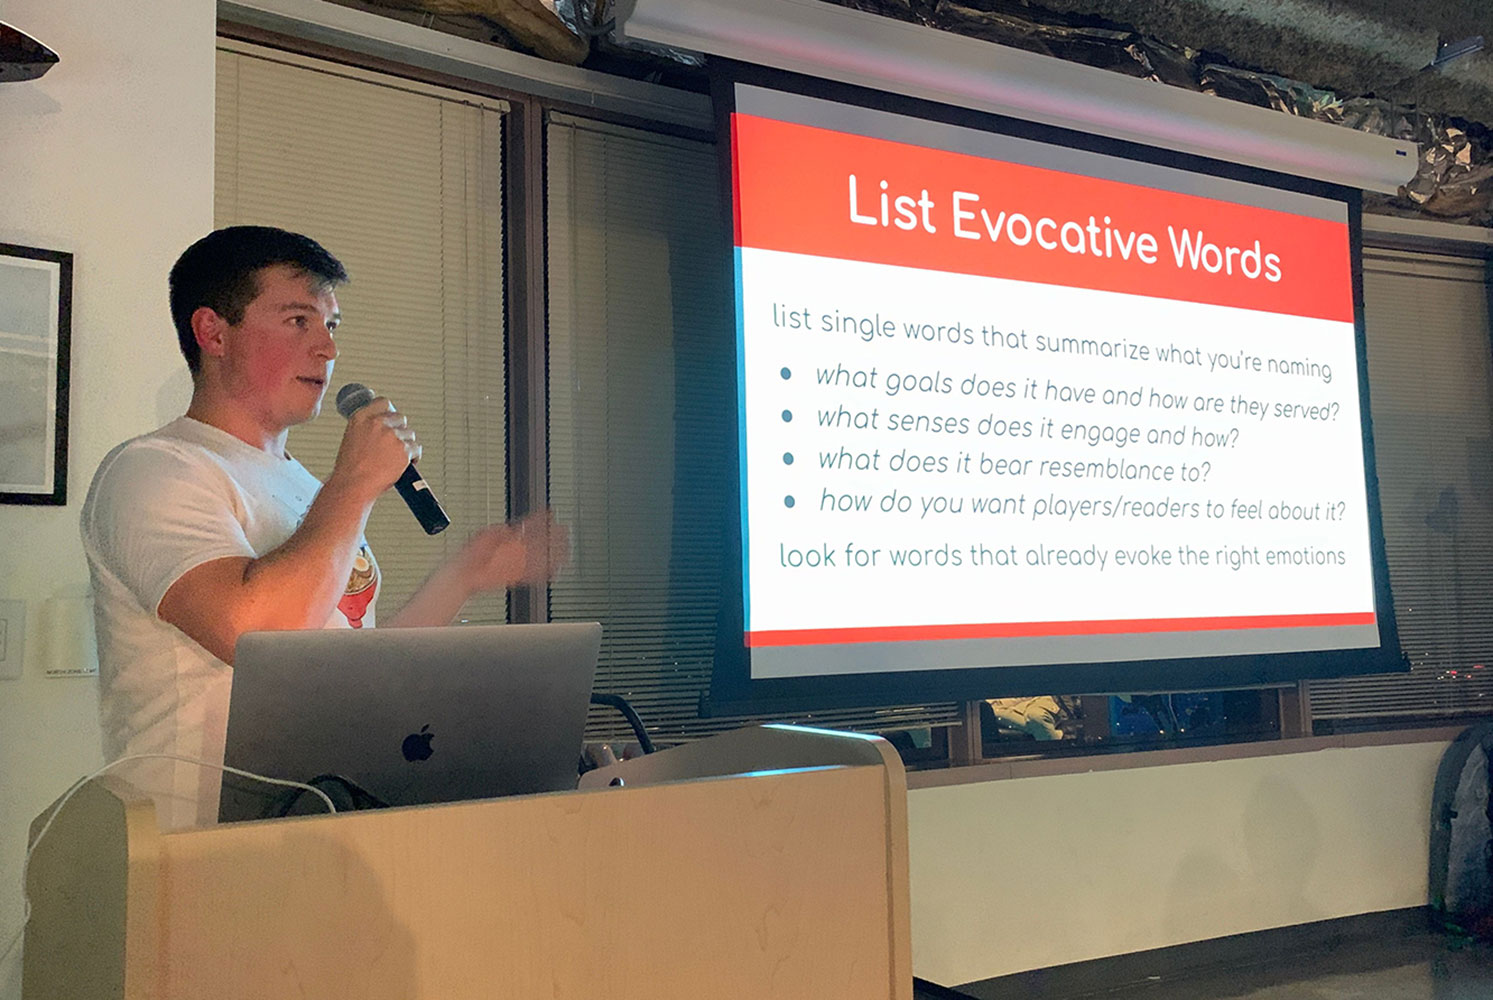 List Evocative Words
list single words that summarize what you're naming
• what goals does it have and how are they served?
• what senses does it engage and how?
• what does it bear resemblance to?
• how do you want players/readers to feel about it?
look for words that already evoke the right emotions